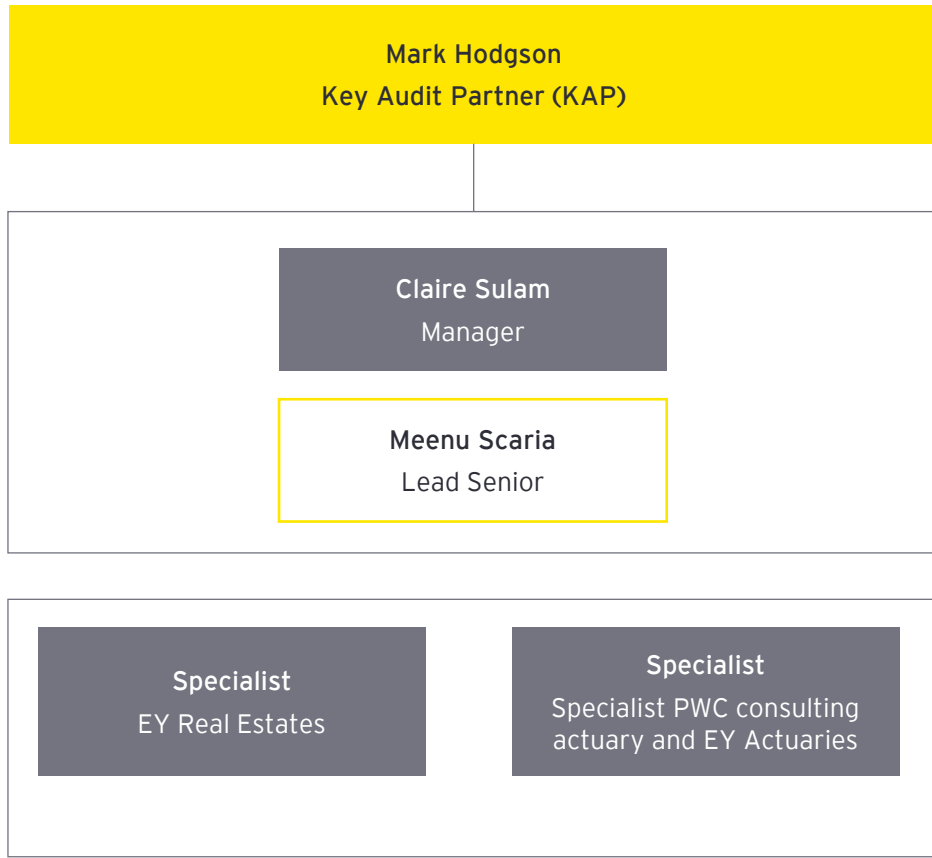 Mark Hodgson
Key Audit Partner (KAP)
Claire Sulam
Manager
Meenu Scaria
Lead Senior
Specialist
EY Real Estates
Specialist
Specialist PWC consulting
actuary and EY Actuaries